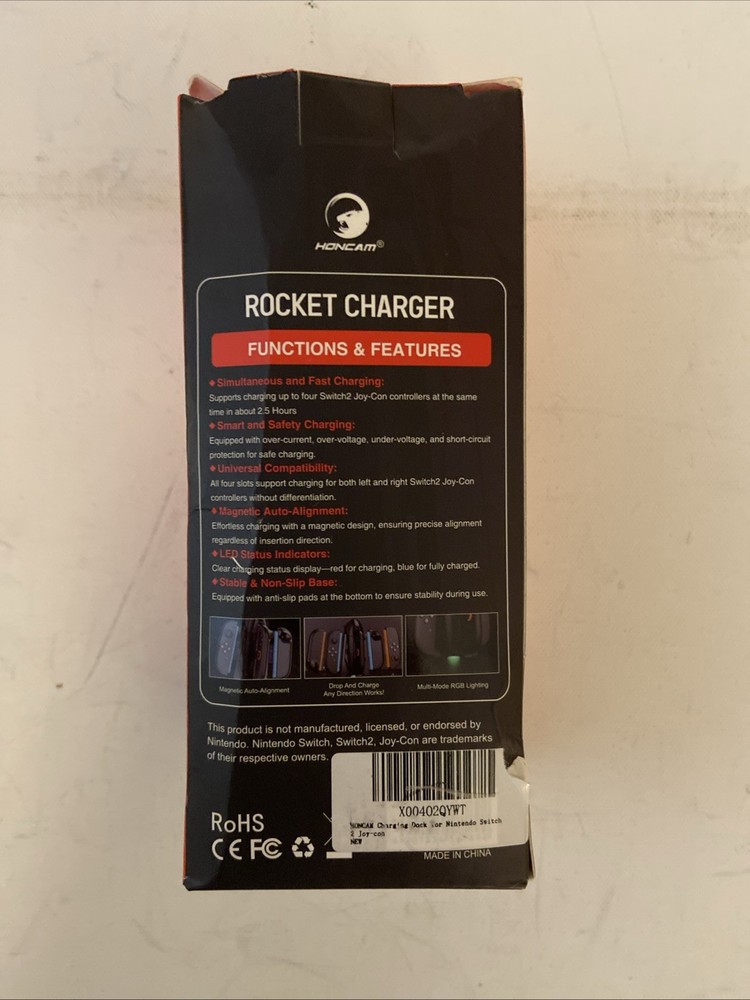 HONCAM®
ROCKET CHARGER
FUNCTIONS & FEATURES
◆Simultaneous and Fast Charging:
Supports charging up to four Switch2 Joy-Con controllers at the same
time in about 2.5 Hours
◆Smart and Safety Charging:
Equipped with over-current, over-voltage, under-voltage, and short-circuit
protection for safe charging.
◆Universal Compatibility:
All four slots support charging for both left and right Switch2 Joy-Con
controllers without differentiation.
◆Magnetic Auto-Alignment:
Effortless charging with a magnetic design, ensuring precise alignment
regardless of insertion direction.
◆LED Status Indicators:
Clear charging status display—red for charging, blue for fully charged.
◆Stable & Non-Slip Base:
Equipped with anti-slip pads at the bottom to ensure stability during use.
Magnetic Auto-Alignment
Drop And Charge
Any Direction Works!
Multi-Mode RGB Lighting
This product is not manufactured, licensed, or endorsed by
Nintendo. Nintendo Switch, Switch2, Joy-Con are trademarks
of their respective owners.
X00402QYWT
HONCAM Charging Dock for Nintendo Switch
2 Joy-con
NEW
RoHS
CE FC
MADE IN CHINA